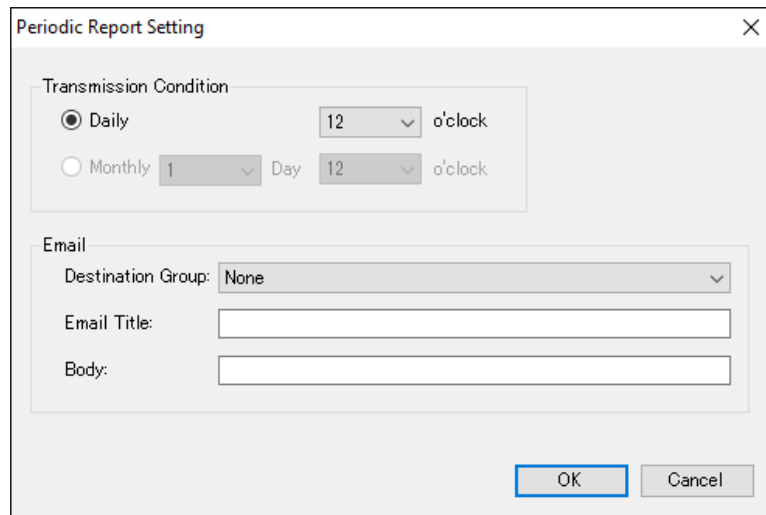 Periodic Report Setting
Transmission Condition
Daily 12 o'clock
Monthly 1 Day 12 o'clock
Email
Destination Group: None
Email Title:
Body:
OK Cancel